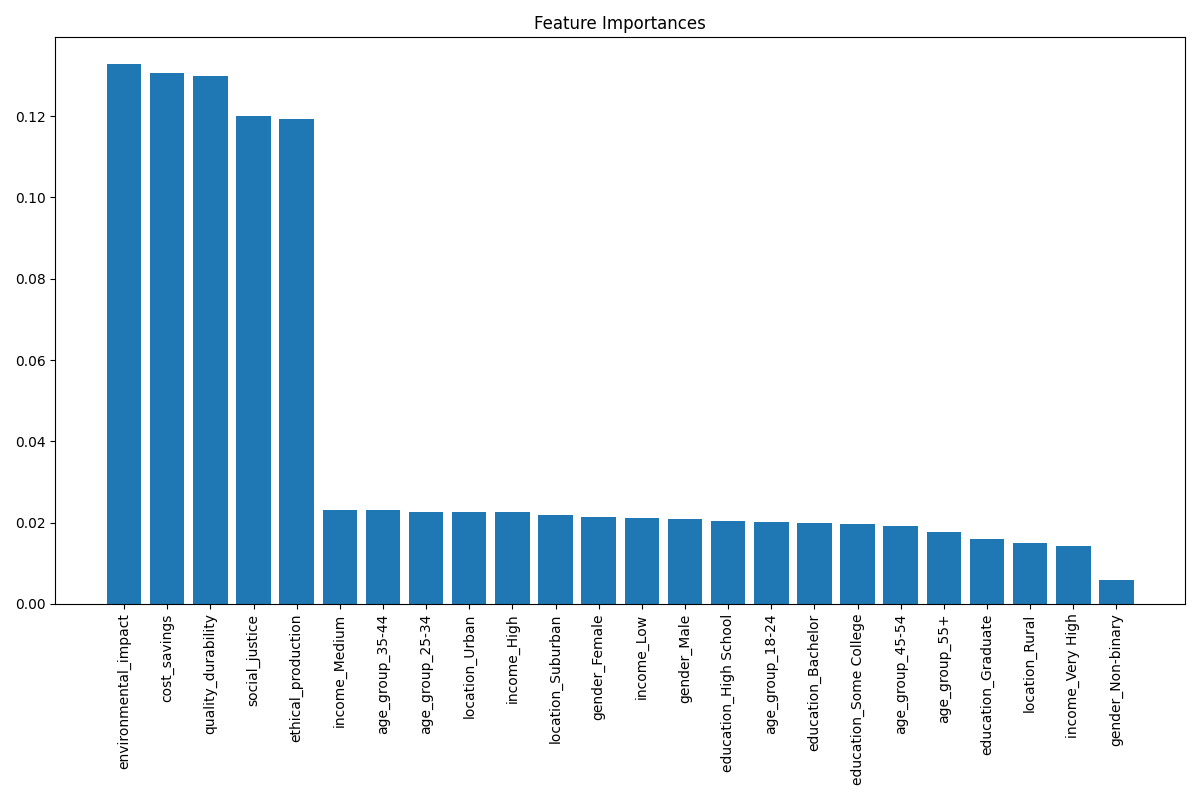 Feature Importances
0.12
0.10
0.08
0.06
0.04
0.02
0.00
environmental_impact
cost_savings
quality_durability
social_justice
ethical_production
income_Medium
age_group_35-44
age_group_25-34
location_Urban
income_High
location_Suburban
gender_Female
income_Low
gender_Male
education_High School
age_group_18-24
education_Bachelor
education_Some College
age_group_45-54
age_group_55+
education_Graduate
location_Rural
income_Very High
gender_Non-binary